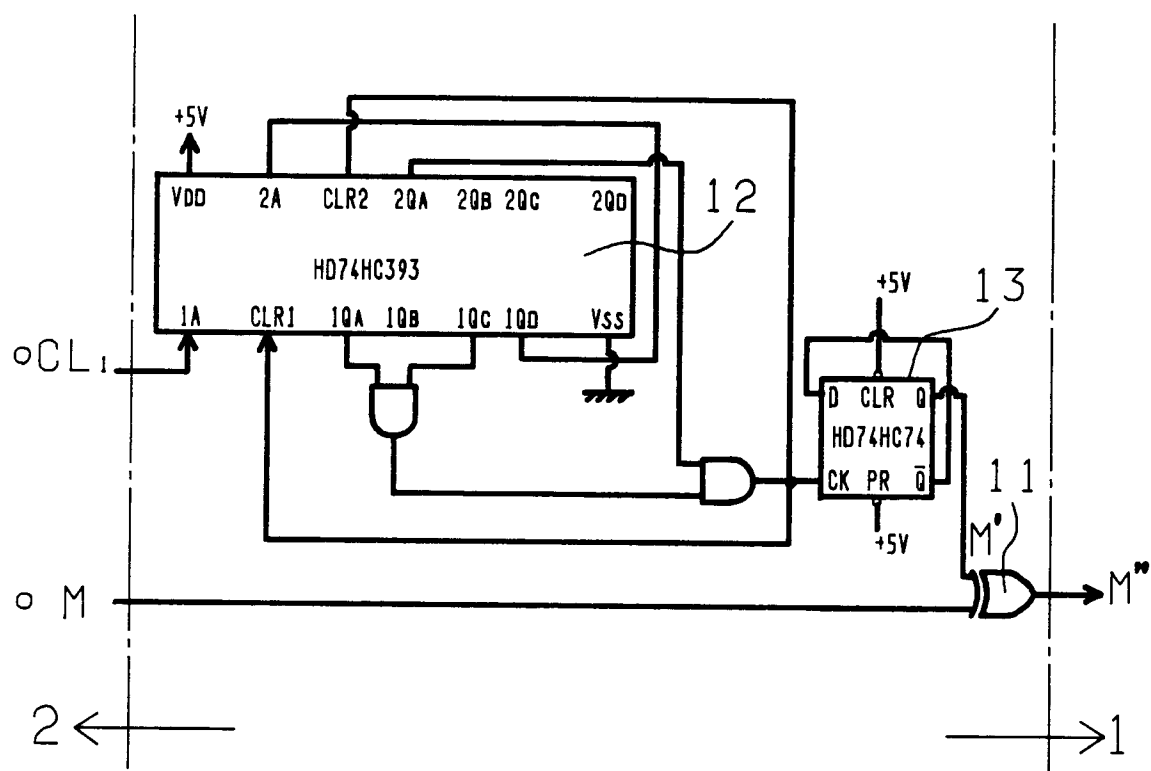 +5V
VDD 2A CLR2 2QA 2QB 2QC 2QD
12
HD74HC393
1A CLR1 1QA 1QB 1QC 1QD VSS
+5V
13
CL1
D CLR Q
HD74HC74
CK PR Q̅
11
+5V
M'
M
M"
2
1